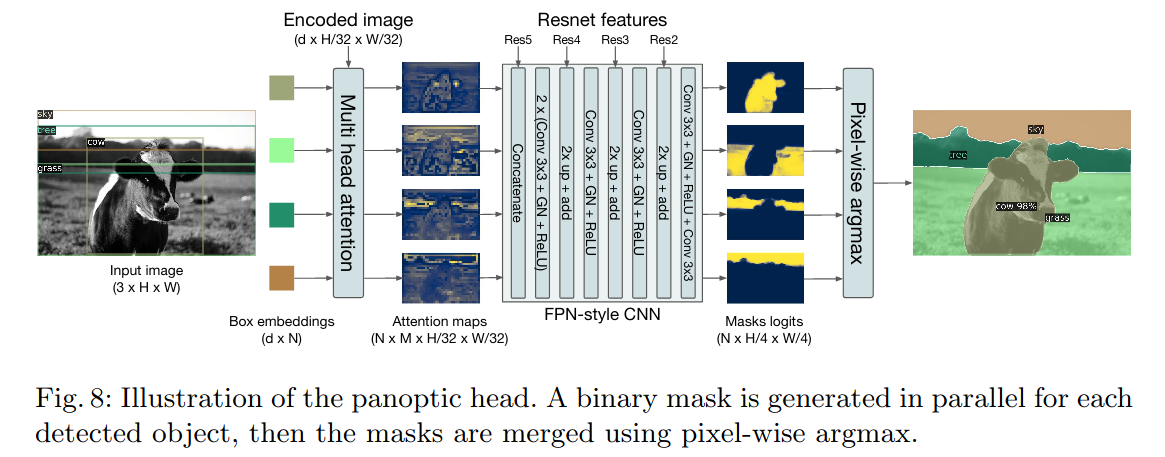 Encoded image
(d x H/32 x W/32)
Resnet features
Res5
Res4
Res3
Res2
sky
tree
cow
grass
Input image
(3 x H x W)
Box embeddings
(d x N)
Multi head attention
Attention maps
(N x M x H/32 x W/32)
Concatenate
2 x (Conv 3x3 + GN + ReLU)
2x up + add
Conv 3x3 + GN + ReLU
2x up + add
Conv 3x3 + GN + ReLU
2x up + add
Conv 3x3 + GN + ReLU + Conv 3x3
FPN-style CNN
Masks logits
(N x H/4 x W/4)
Pixel-wise argmax
sky
tree
cow 98%
grass
Fig. 8: Illustration of the panoptic head. A binary mask is generated in parallel for each
detected object, then the masks are merged using pixel-wise argmax.